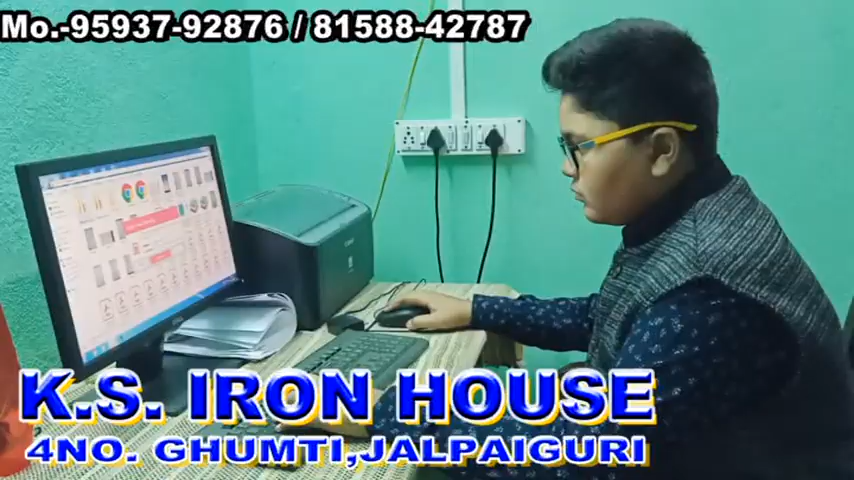 Mo.-95937-92876 / 81588-42787
K.S. IRON HOUSE
4NO. GHUMTI,JALPAIGURI